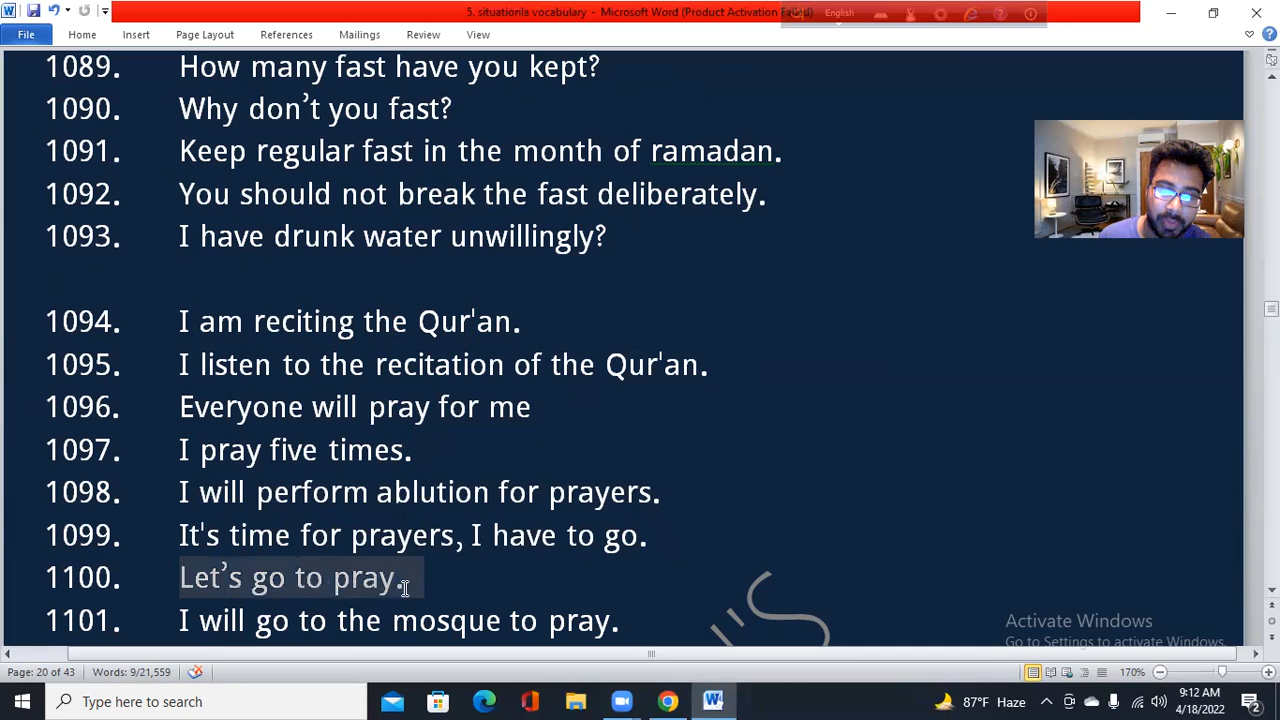 5. situationla vocabulary - Microsoft Word (Product Activation Failed)
English
File Home Insert Page Layout References Mailings Review View
1089. How many fast have you kept?
1090. Why don’t you fast?
1091. Keep regular fast in the month of ramadan.
1092. You should not break the fast deliberately.
1093. I have drunk water unwillingly?
1094. I am reciting the Qur'an.
1095. I listen to the recitation of the Qur'an.
1096. Everyone will pray for me
1097. I pray five times.
1098. I will perform ablution for prayers.
1099. It's time for prayers, I have to go.
1100. Let’s go to pray.
1101. I will go to the mosque to pray.
Activate Windows
Go to Settings to activate Windows.
Page: 20 of 43 Words: 9/21,559 170%
Type here to search 87°F Haze 9:12 AM
4/18/2022 2